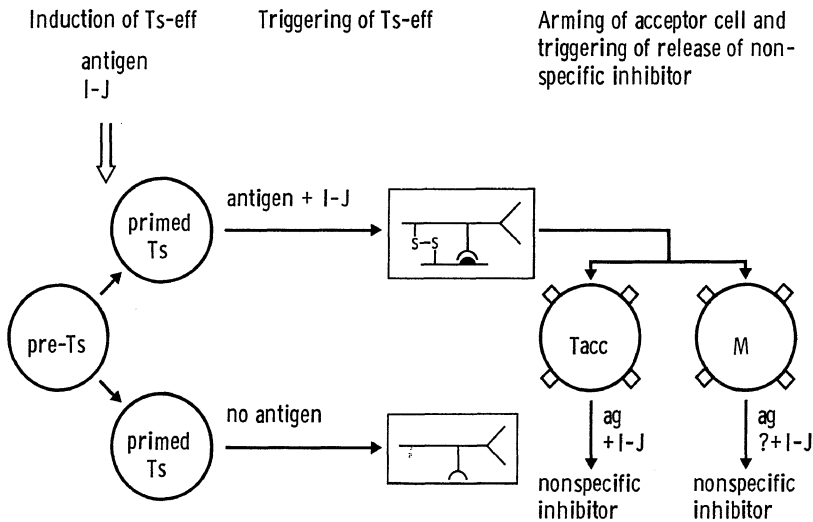 Induction of Ts-eff
antigen
I-J
Triggering of Ts-eff
Arming of acceptor cell and
triggering of release of non-
specific inhibitor
primed
Ts
antigen + I-J
S-S
pre-Ts
Tacc
M
primed
Ts
no antigen
ag
+I-J
nonspecific
inhibitor
ag
?+I-J
nonspecific
inhibitor